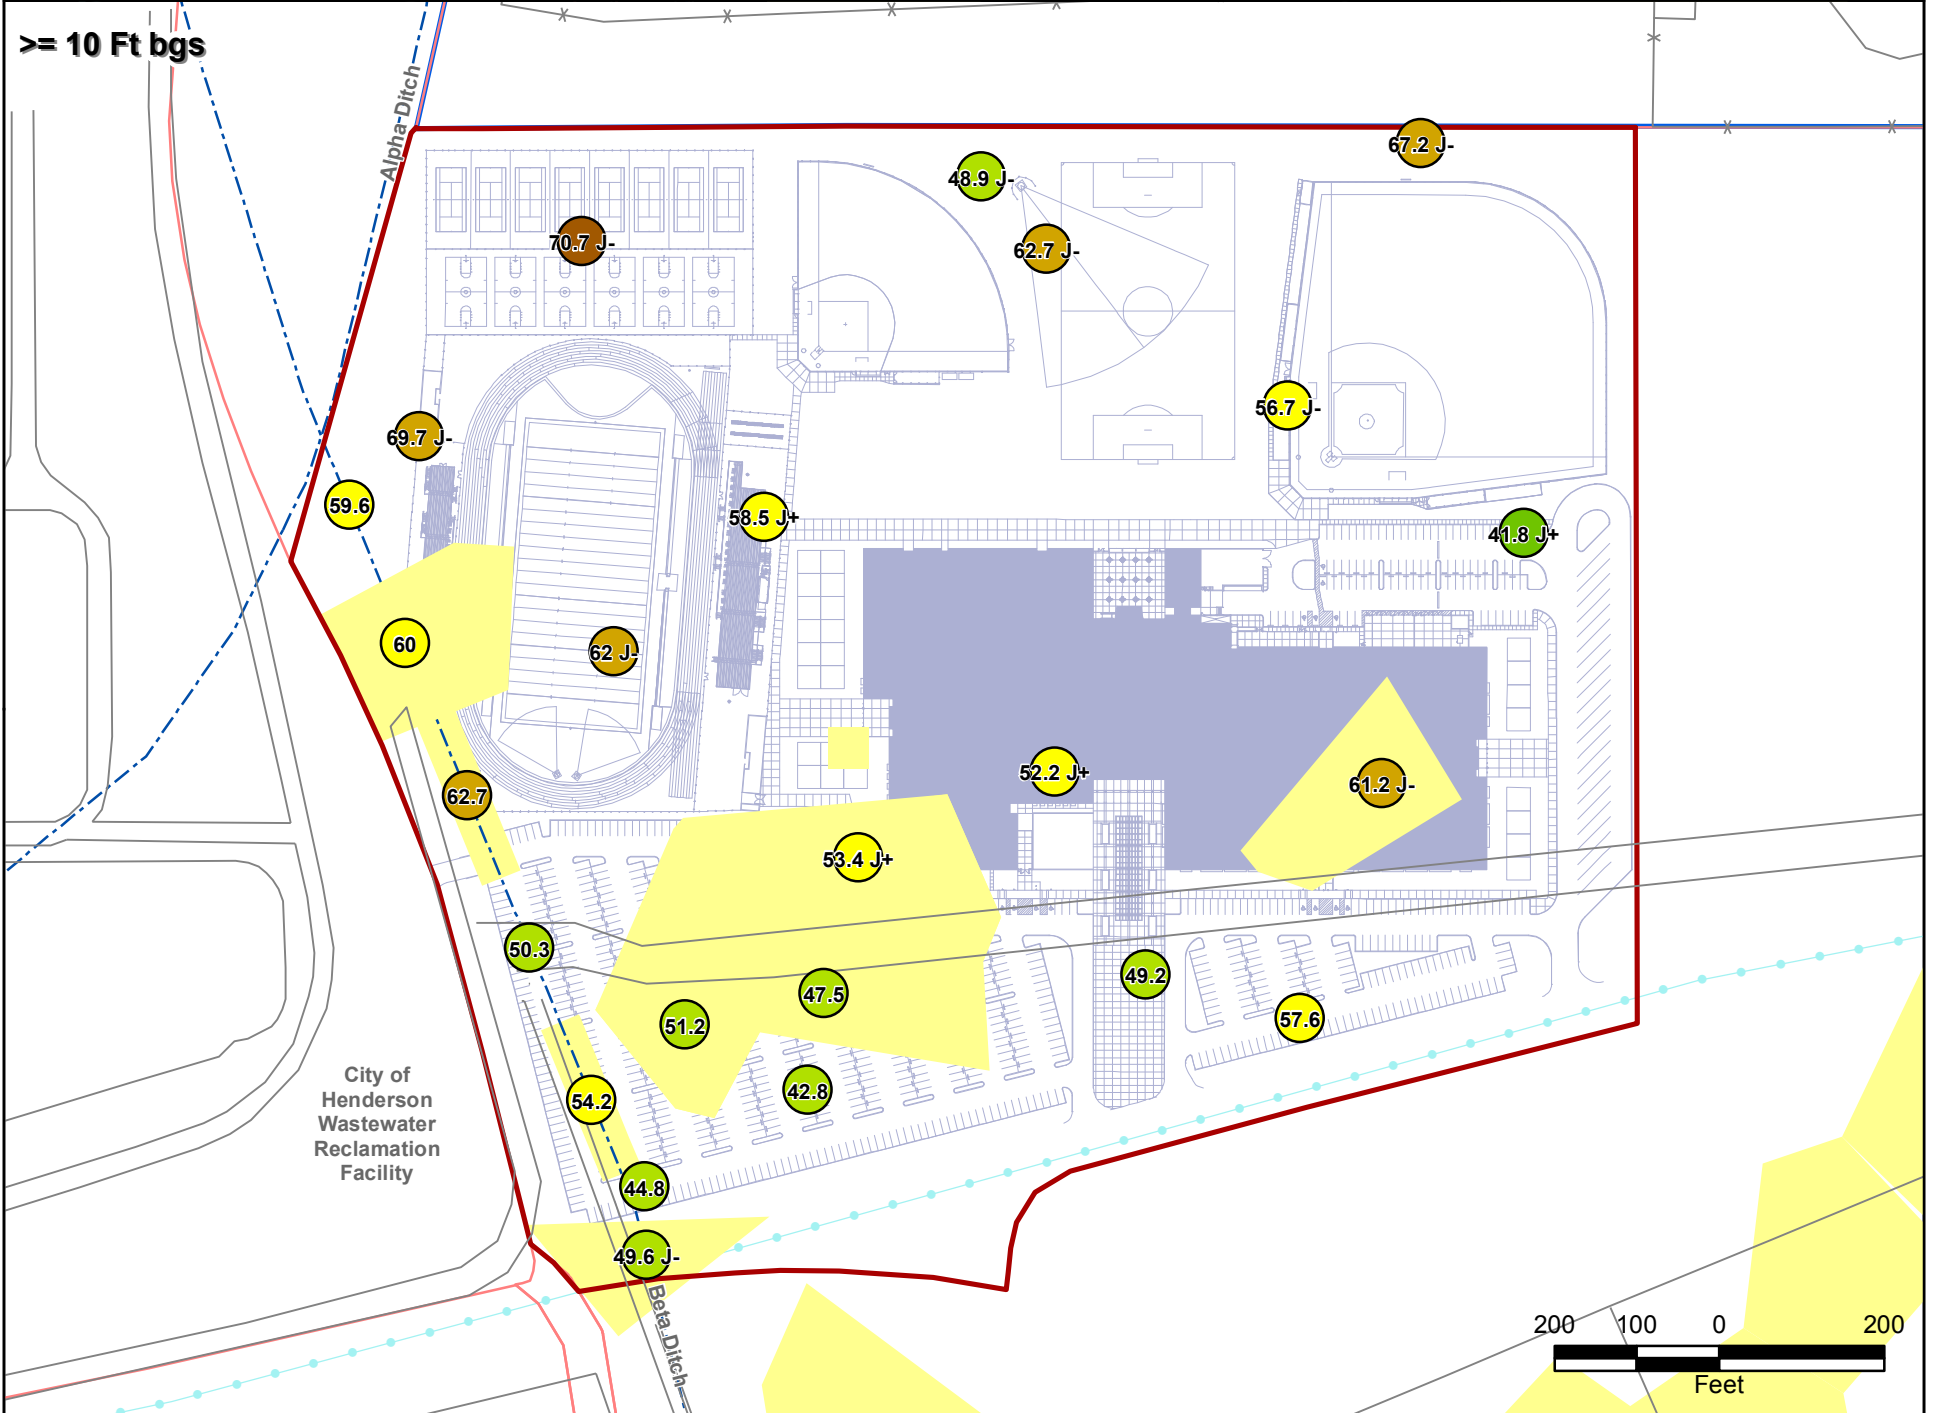 >= 10 Ft bgs
Alpha Ditch
67.2 J-
48.9 J-
70.7 J-
62.7 J-
56.7 J-
69.7 J-
59.6
58.5 J+
41.8 J+
60
62 J-
52.2 J+
61.2 J-
62.7
53.4 J+
50.3
49.2
47.5
51.2
57.6
54.2
42.8
44.8
49.6 J-
City of
Henderson
Wastewater
Reclamation
Facility
Beta Ditch
200 100 0 200
Feet